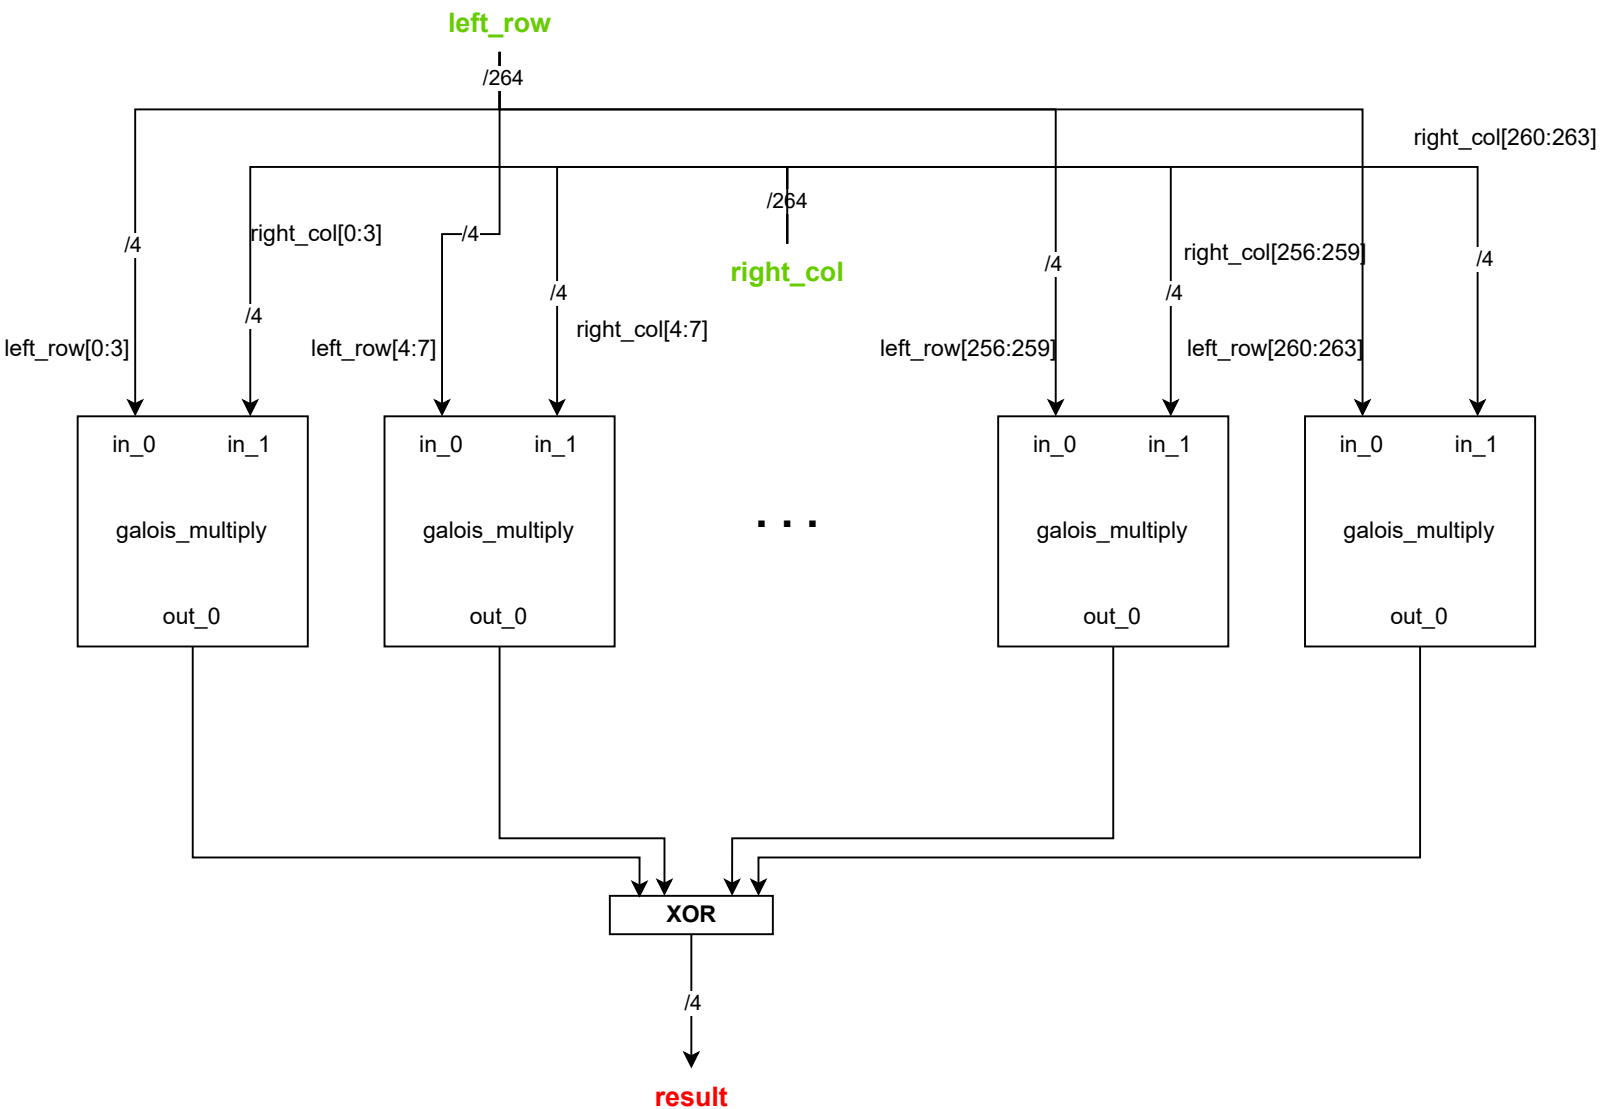 left_row
/264
right_col[260:263]
/264
/4
right_col[0:3]
/4
right_col[256:259]
/4
/4
right_col
/4
/4
/4
/4
left_row[0:3]
left_row[4:7]
right_col[4:7]
left_row[256:259]
left_row[260:263]
in_0 in_1
in_0 in_1
in_0 in_1
in_0 in_1
galois_multiply
galois_multiply
. . .
galois_multiply
galois_multiply
out_0
out_0
out_0
out_0
XOR
/4
result